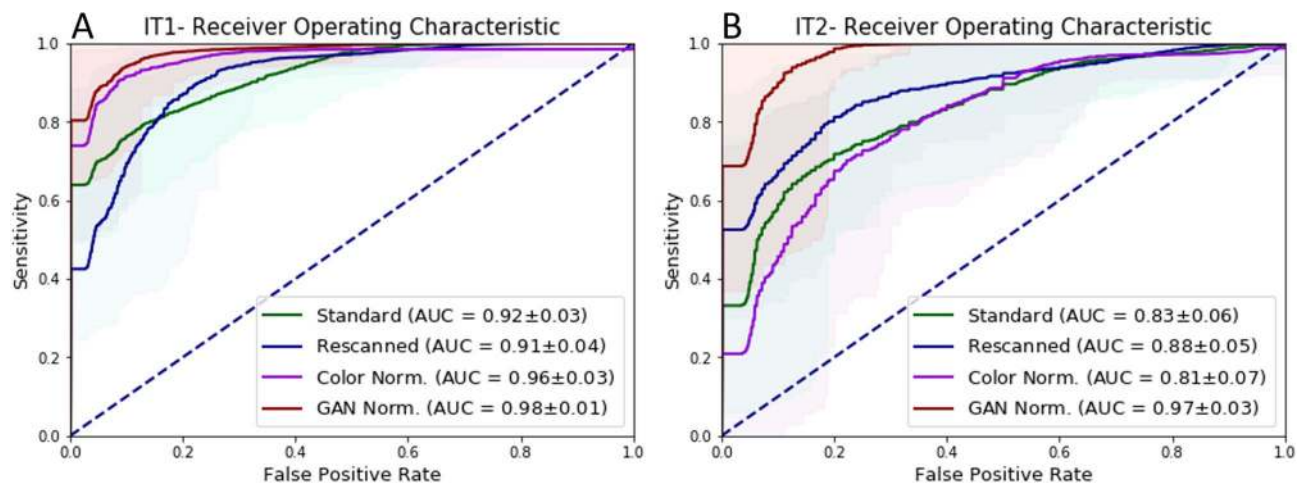 A
IT1- Receiver Operating Characteristic
1.0
0.8
0.6
0.4
0.2
0.0
Sensitivity
Standard (AUC = 0.92±0.03)
Rescanned (AUC = 0.91±0.04)
Color Norm. (AUC = 0.96±0.03)
GAN Norm. (AUC = 0.98±0.01)
0.0 0.2 0.4 0.6 0.8 1.0
False Positive Rate
B
IT2- Receiver Operating Characteristic
1.0
0.8
0.6
0.4
0.2
0.0
Sensitivity
Standard (AUC = 0.83±0.06)
Rescanned (AUC = 0.88±0.05)
Color Norm. (AUC = 0.81±0.07)
GAN Norm. (AUC = 0.97±0.03)
0.0 0.2 0.4 0.6 0.8 1.0
False Positive Rate